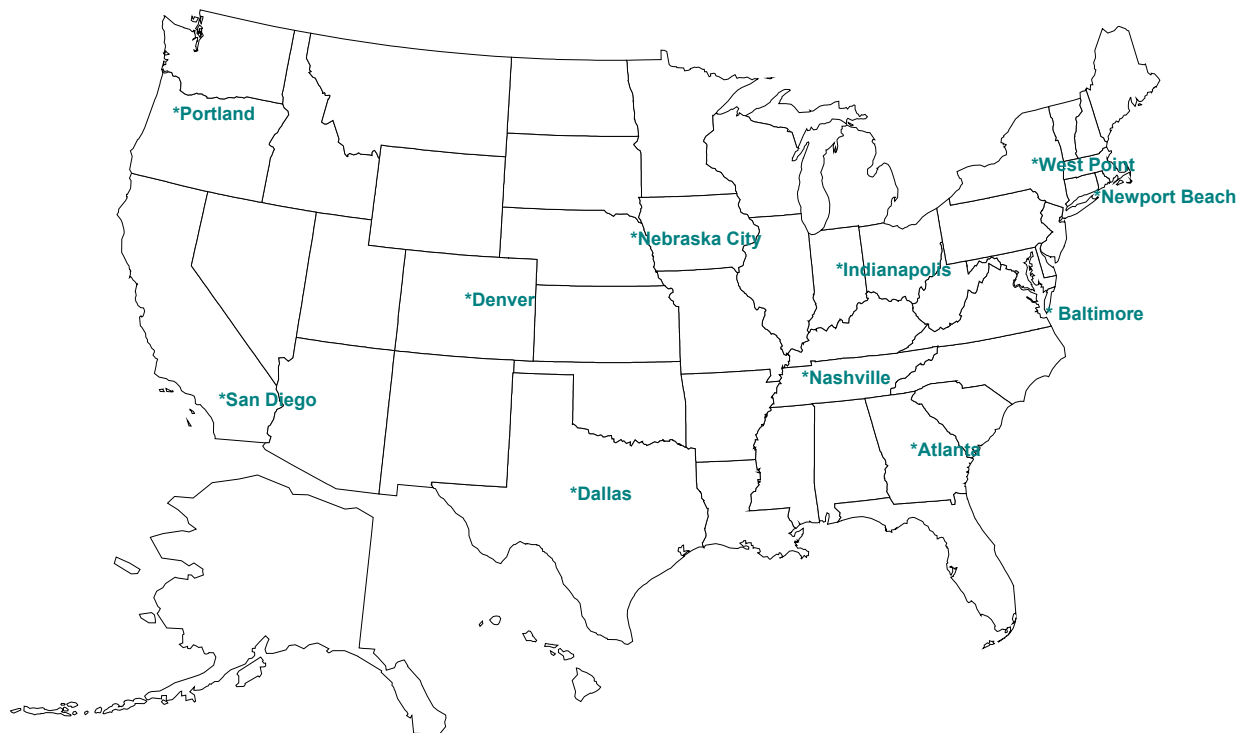 *Portland
*West Point
*Newport Beach
*Nebraska City
*Indianapolis
*Denver
* Baltimore
*Nashville
*San Diego
*Atlanta
*Dallas